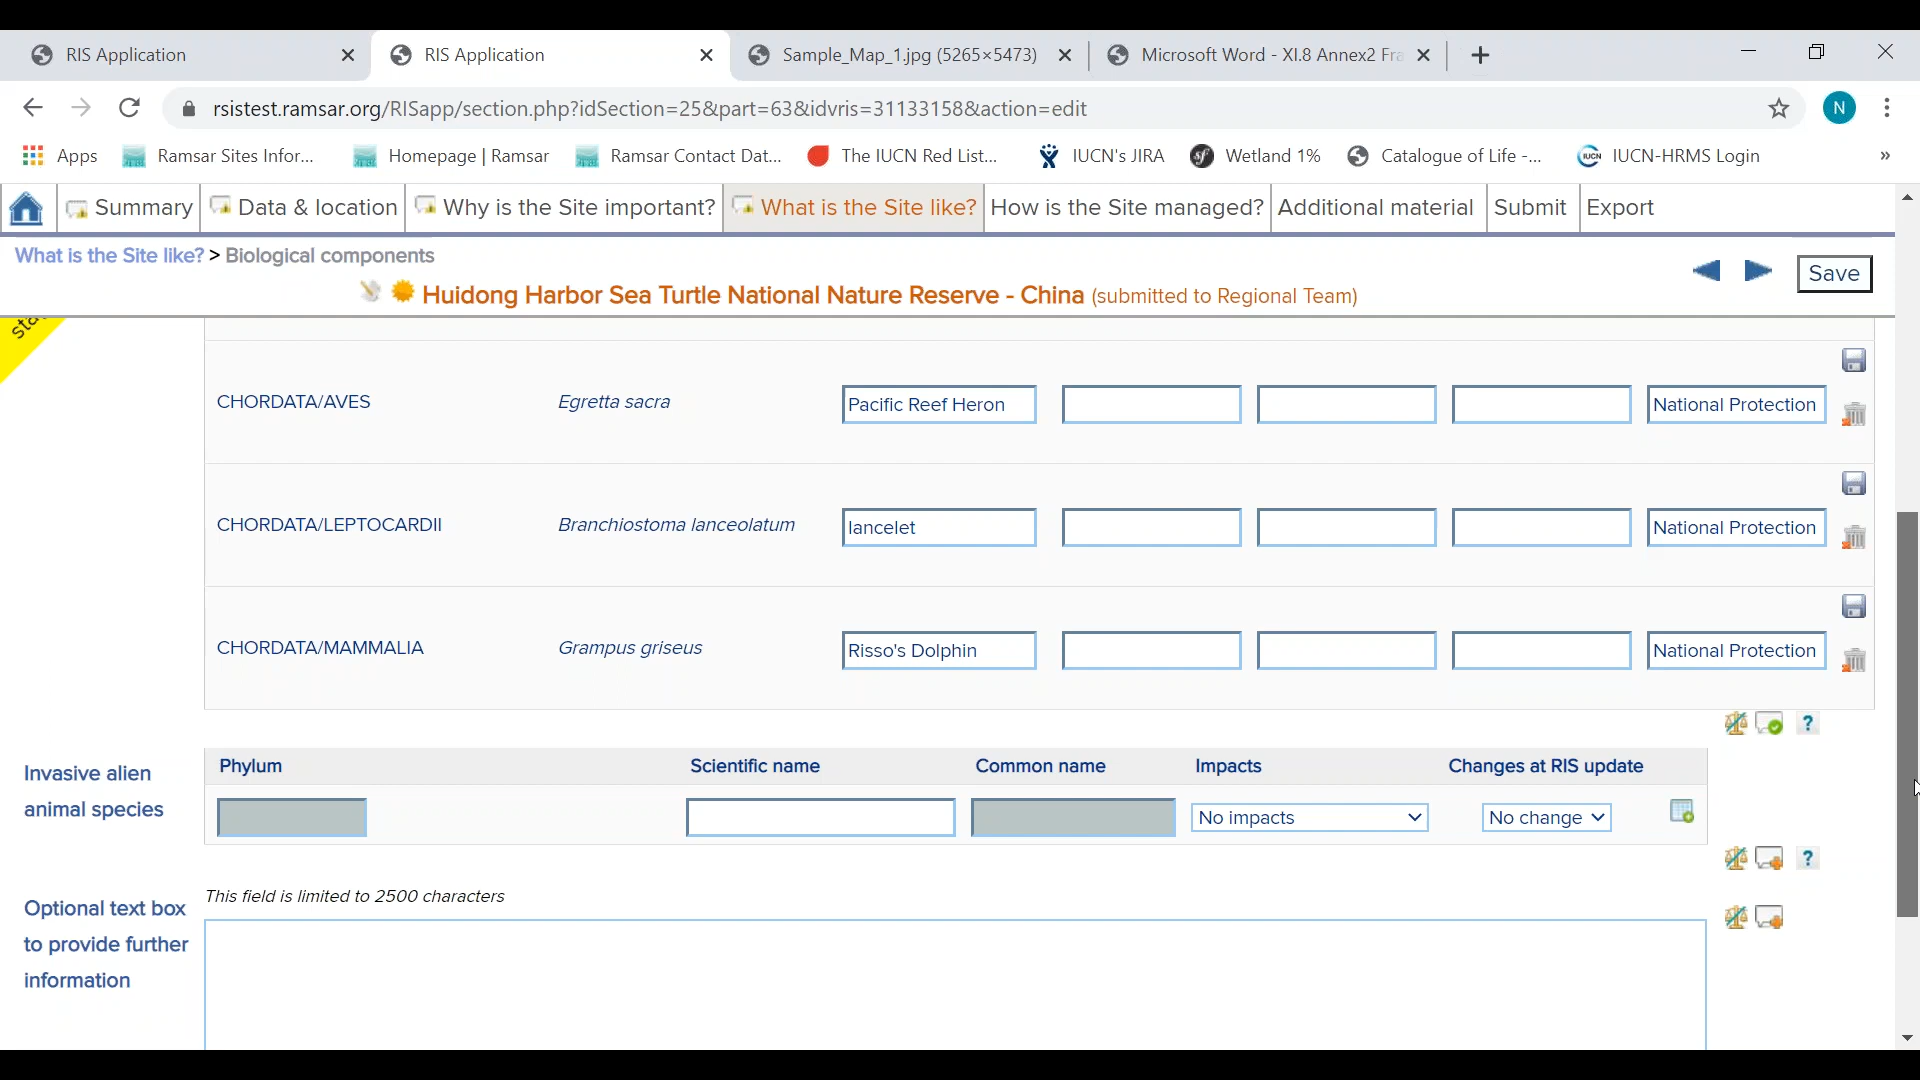 RIS Application
RIS Application
Sample_Map_1.jpg (5265×5473)
Microsoft Word - XI.8 Annex2 Fra
rsistest.ramsar.org/RISapp/section.php?idSection=25&part=63&idvris=31133158&action=edit
N
Apps
Ramsar Sites Infor...
Homepage | Ramsar
Ramsar Contact Dat...
The IUCN Red List...
IUCN's JIRA
Wetland 1%
Catalogue of Life -...
IUCN-HRMS Login
»
Summary
Data & location
Why is the Site important?
What is the Site like?
How is the Site managed?
Additional material
Submit
Export
What is the Site like? > Biological components
Save
Huidong Harbor Sea Turtle National Nature Reserve - China (submitted to Regional Team)
CHORDATA/AVES
Egretta sacra
Pacific Reef Heron
National Protection
CHORDATA/LEPTOCARDII
Branchiostoma lanceolatum
lancelet
National Protection
CHORDATA/MAMMALIA
Grampus griseus
Risso's Dolphin
National Protection
?
Invasive alien
animal species
Phylum
Scientific name
Common name
Impacts
Changes at RIS update
No impacts
No change
?
This field is limited to 2500 characters
Optional text box
to provide further
information